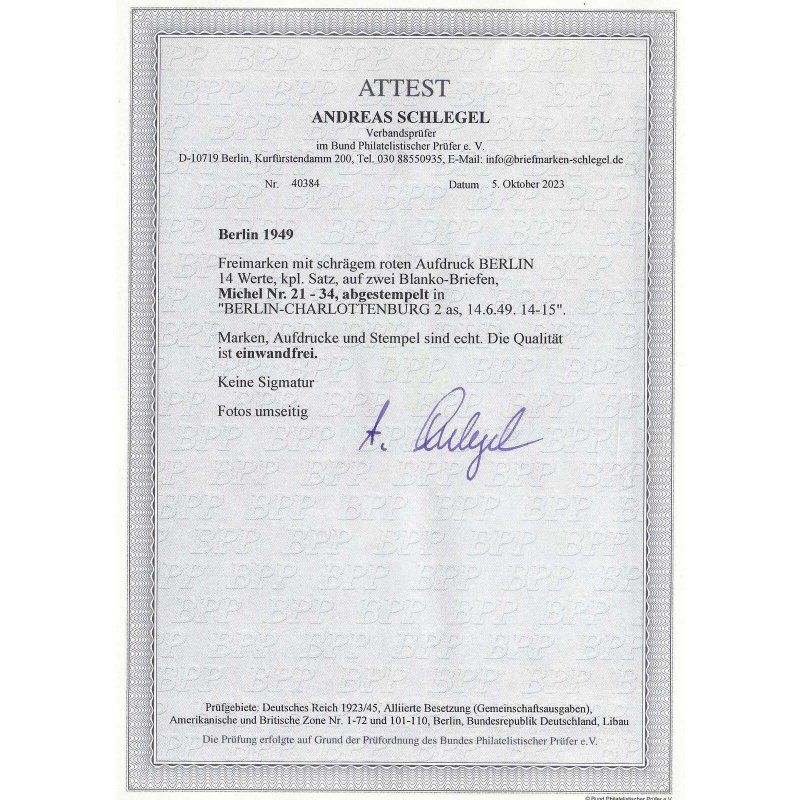 ATTEST
ANDREAS SCHLEGEL
Verbandsprüfer
im Bund Philatelistischer Prüfer e. V.
D-10719 Berlin, Kurfürstendamm 200, Tel. 030 88550935, E-Mail: info@briefmarken-schlegel.de
Nr. 40384 Datum 5. Oktober 2023
Berlin 1949
Freimarken mit schrägem roten Aufdruck BERLIN
14 Werte, kpl. Satz, auf zwei Blanko-Briefen,
Michel Nr. 21 - 34, abgestempelt in
"BERLIN-CHARLOTTENBURG 2 as, 14.6.49. 14-15".
Marken, Aufdrucke und Stempel sind echt. Die Qualität
ist einwandfrei.
Keine Sigmatur
Fotos umseitig
A. Schlegel
Prüfgebiete: Deutsches Reich 1923/45, Alliierte Besetzung (Gemeinschaftsausgaben),
Amerikanische und Britische Zone Nr. 1-72 und 101-110, Berlin, Bundesrepublik Deutschland, Libau
Die Prüfung erfolgte auf Grund der Prüfordnung des Bundes Philatelistischer Prüfer e.V.
© Bund Philatelistischer Prüfer e.V.